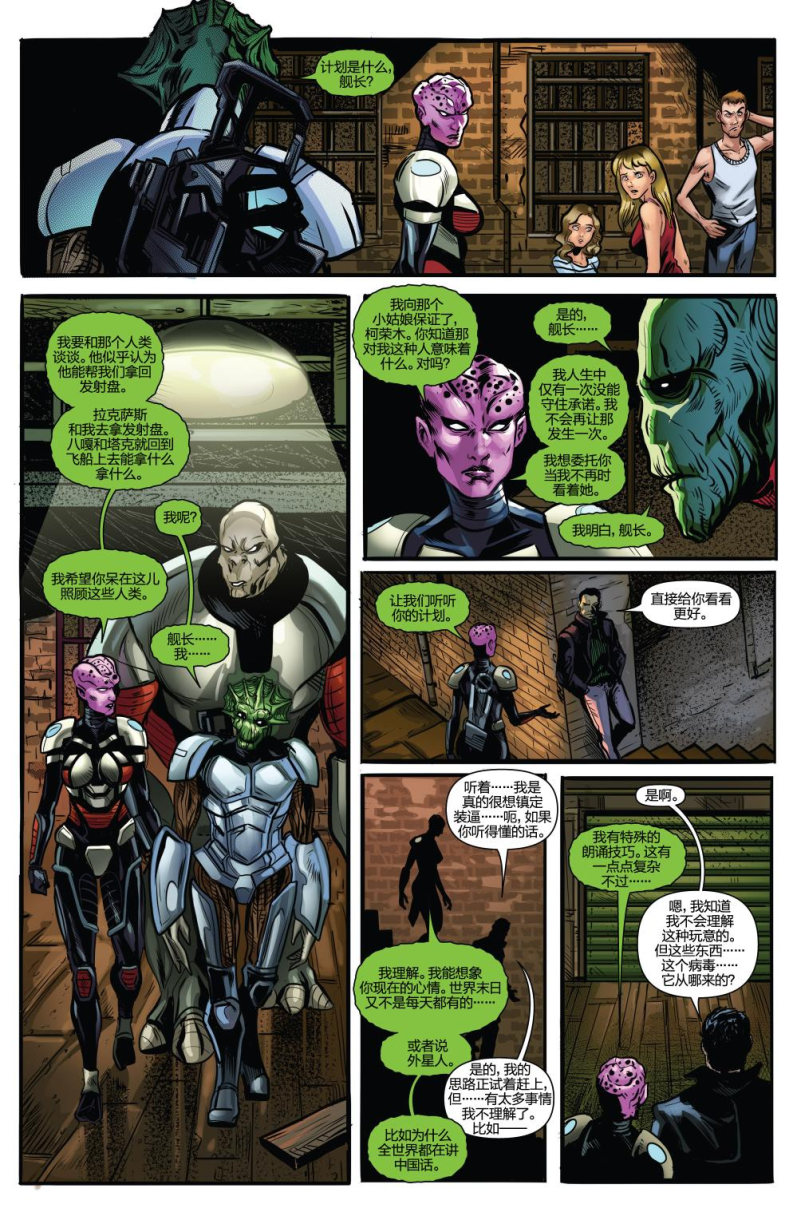 计划是什么，
舰长？
我要和那个人类
谈谈。他似乎认为
他能帮我们拿回
发射盘。
拉克萨斯
和我去拿发射盘。
八嘎和塔克就回到
飞船上去能拿什么
拿什么。
我呢？
我希望你呆在这儿
照顾这些人类。
舰长……
我……
我向那个
小姑娘保证了，
柯荣木。你知道那
对我这种人意味着
什么。对吗？
是的，
舰长……
我人生中
仅有一次没能
守住承诺。我
不会再让那
发生一次。
我想委托你
当我不再时
看着她。
我明白，舰长。
让我们听听
你的计划。
直接给你看看
更好。
听着……我是
真的很想镇定
装逼……呃，如果
你听得懂的话。
我理解。我能想象
你现在的心情。世界末日
又不是每天都有的……
或者说
外星人。
是的，我的
思路正试着赶上，
但……有太多事情
我不理解了。
比如——
比如为什么
全世界都在讲
中国话。
是啊。
我有特殊的
朗诵技巧。这有
一点点复杂
不过……
嗯，我知道
我不会理解
这种玩意的。
但这些东西……
这个病毒……
它从哪来的？